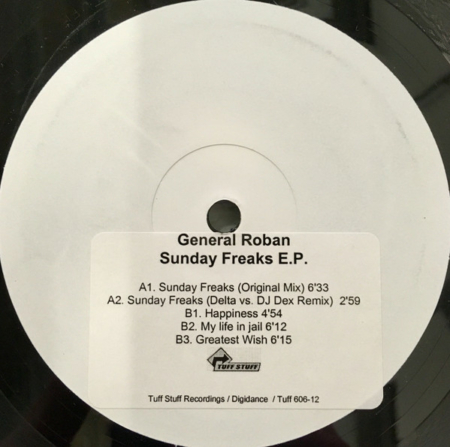 General Roban
Sunday Freaks E.P.
A1. Sunday Freaks (Original Mix) 6'33
A2. Sunday Freaks (Delta vs. DJ Dex Remix) 2'59
B1. Happiness 4'54
B2. My life in jail 6'12
B3. Greatest Wish 6'15
TUFF STUFF
Tuff Stuff Recordings / Digidance / Tuff 606-12